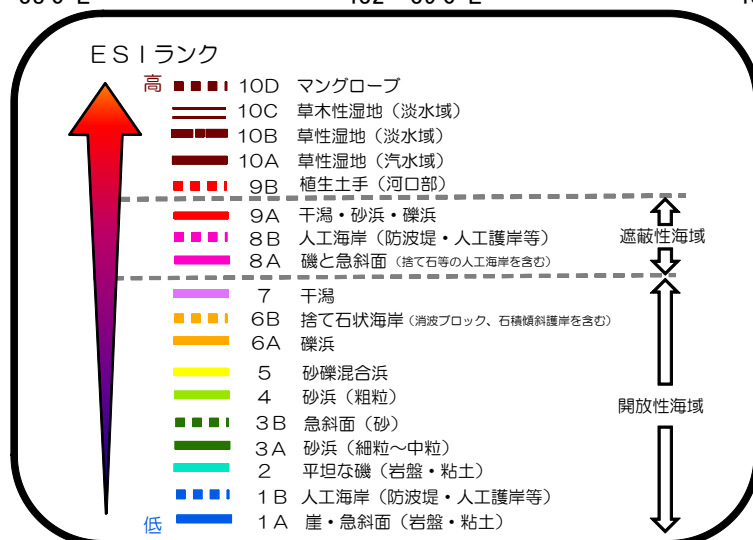 ESIランク
高 10D マングローブ
10C 草木性湿地（淡水域）
10B 草性湿地（淡水域）
10A 草性湿地（汽水域）
9B 植生土手（河口部）
9A 干潟・砂浜・礫浜
8B 人工海岸（防波堤・人工護岸等）
遮蔽性海域
8A 磯と急斜面（捨て石等の人工海岸を含む）
7 干潟
6B 捨て石状海岸（消波ブロック、石積傾斜護岸を含む）
6A 礫浜
5 砂礫混合浜
4 砂浜（粗粒）
開放性海域
3B 急斜面（砂）
3A 砂浜（細粒～中粒）
2 平坦な磯（岩盤・粘土）
1B 人工海岸（防波堤・人工護岸等）
低 1A 崖・急斜面（岩盤・粘土）